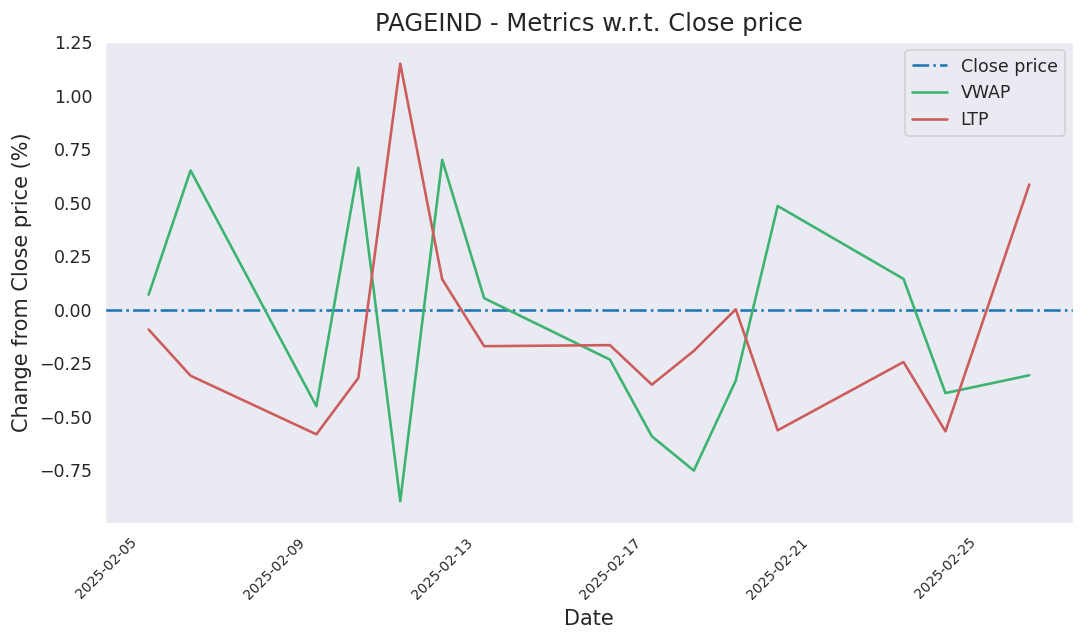 PAGEIND - Metrics w.r.t. Close price
Close price
VWAP
LTP
Change from Close price (%)
1.25
1.00
0.75
0.50
0.25
0.00
−0.25
−0.50
−0.75
2025-02-05
2025-02-09
2025-02-13
2025-02-17
2025-02-21
2025-02-25
Date